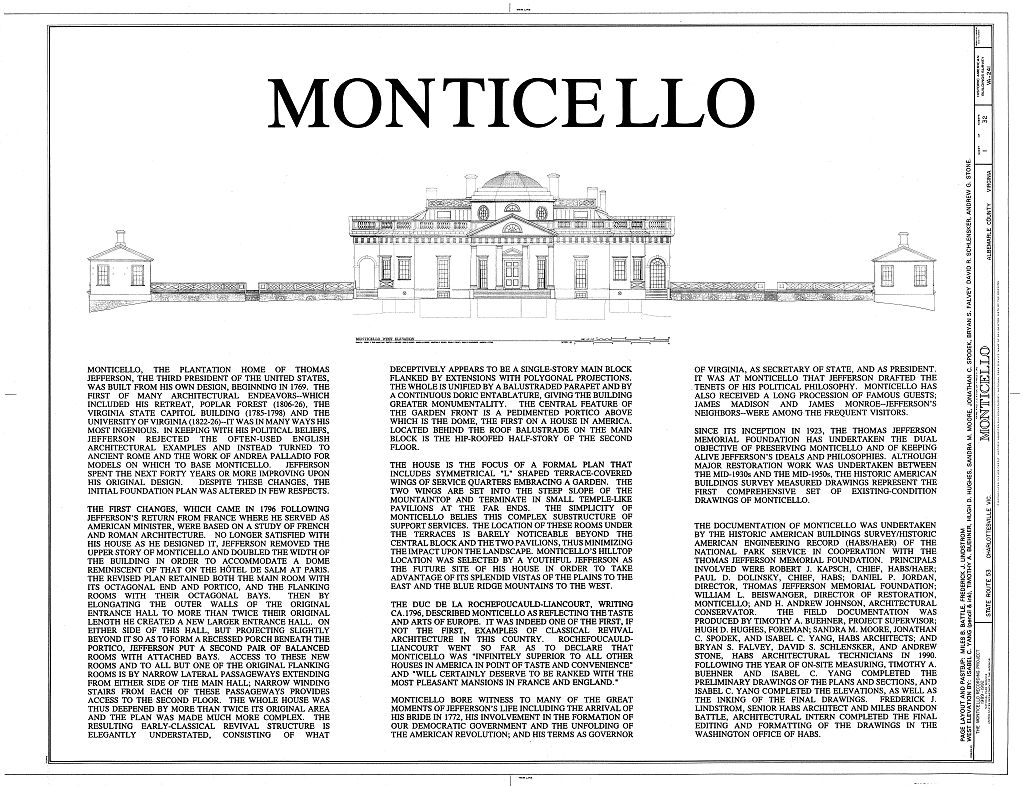 MONTICELLO
MONTICELLO WEST ELEVATION
MONTICELLO, THE PLANTATION HOME OF THOMAS
JEFFERSON, THE THIRD PRESIDENT OF THE UNITED STATES,
WAS BUILT FROM HIS OWN DESIGN, BEGINNING IN 1769. THE
FIRST OF MANY ARCHITECTURAL ENDEAVORS--WHICH
INCLUDED HIS RETREAT, POPLAR FOREST (1806-26), THE
VIRGINIA STATE CAPITOL BUILDING (1785-1798) AND THE
UNIVERSITY OF VIRGINIA (1822-26)--IT WAS IN MANY WAYS HIS
MOST INGENIOUS. IN KEEPING WITH HIS POLITICAL BELIEFS,
JEFFERSON REJECTED THE OFTEN-USED ENGLISH
ARCHITECTURAL EXAMPLES AND INSTEAD TURNED TO
ANCIENT ROME AND THE WORK OF ANDREA PALLADIO FOR
MODELS ON WHICH TO BASE MONTICELLO. JEFFERSON
SPENT THE NEXT FORTY YEARS OR MORE IMPROVING UPON
HIS ORIGINAL DESIGN. DESPITE THESE CHANGES, THE
INITIAL FOUNDATION PLAN WAS ALTERED IN FEW RESPECTS.
THE FIRST CHANGES, WHICH CAME IN 1796 FOLLOWING
JEFFERSON'S RETURN FROM FRANCE WHERE HE SERVED AS
AMERICAN MINISTER, WERE BASED ON A STUDY OF FRENCH
AND ROMAN ARCHITECTURE. NO LONGER SATISFIED WITH
HIS HOUSE AS HE DESIGNED IT, JEFFERSON REMOVED THE
UPPER STORY OF MONTICELLO AND DOUBLED THE WIDTH OF
THE BUILDING IN ORDER TO ACCOMMODATE A DOME
REMINISCENT OF THAT ON THE HÔTEL DE SALM AT PARIS.
THE REVISED PLAN RETAINED BOTH THE MAIN ROOM WITH
ITS OCTAGONAL END AND PORTICO, AND THE FLANKING
ROOMS WITH THEIR OCTAGONAL BAYS. THEN BY
ELONGATING THE OUTER WALLS OF THE ORIGINAL
ENTRANCE HALL TO MORE THAN TWICE THEIR ORIGINAL
LENGTH HE CREATED A NEW LARGER ENTRANCE HALL. ON
EITHER SIDE OF THIS HALL, BUT PROJECTING SLIGHTLY
BEYOND IT SO AS TO FORM A RECESSED PORCH BENEATH THE
PORTICO, JEFFERSON PUT A SECOND PAIR OF BALANCED
ROOMS WITH ATTACHED BAYS. ACCESS TO THESE NEW
ROOMS AND TO ALL BUT ONE OF THE ORIGINAL FLANKING
ROOMS IS BY NARROW LATERAL PASSAGEWAYS EXTENDING
FROM EITHER SIDE OF THE MAIN HALL; NARROW WINDING
STAIRS FROM EACH OF THESE PASSAGEWAYS PROVIDES
ACCESS TO THE SECOND FLOOR. THE WHOLE HOUSE WAS
THUS DEEPENED BY MORE THAN TWICE ITS ORIGINAL AREA
AND THE PLAN WAS MADE MUCH MORE COMPLEX. THE
RESULTING EARLY-CLASSICAL REVIVAL STRUCTURE IS
ELEGANTLY UNDERSTATED, CONSISTING OF WHAT
DECEPTIVELY APPEARS TO BE A SINGLE-STORY MAIN BLOCK
FLANKED BY EXTENSIONS WITH POLYGONAL PROJECTIONS.
THE WHOLE IS UNIFIED BY A BALUSTRADED PARAPET AND BY
A CONTINUOUS DORIC ENTABLATURE, GIVING THE BUILDING
GREATER MONUMENTALITY. THE CENTRAL FEATURE OF
THE GARDEN FRONT IS A PEDIMENTED PORTICO ABOVE
WHICH IS THE DOME, THE FIRST ON A HOUSE IN AMERICA.
LOCATED BEHIND THE ROOF BALUSTRADE ON THE MAIN
BLOCK IS THE HIP-ROOFED HALF-STORY OF THE SECOND
FLOOR.
THE HOUSE IS THE FOCUS OF A FORMAL PLAN THAT
INCLUDES SYMMETRICAL "L" SHAPED TERRACE-COVERED
WINGS OF SERVICE QUARTERS EMBRACING A GARDEN. THE
TWO WINGS ARE SET INTO THE STEEP SLOPE OF THE
MOUNTAINTOP AND TERMINATE IN SMALL TEMPLE-LIKE
PAVILIONS AT THE FAR ENDS. THE SIMPLICITY OF
MONTICELLO BELIES THIS COMPLEX SUBSTRUCTURE OF
SUPPORT SERVICES. THE LOCATION OF THESE ROOMS UNDER
THE TERRACES IS BARELY NOTICEABLE BEYOND THE
CENTRAL BLOCK AND THE TWO PAVILIONS, THUS MINIMIZING
THE IMPACT UPON THE LANDSCAPE. MONTICELLO'S HILLTOP
LOCATION WAS SELECTED BY A YOUTHFUL JEFFERSON AS
THE FUTURE SITE OF HIS HOUSE IN ORDER TO TAKE
ADVANTAGE OF ITS SPLENDID VISTAS OF THE PLAINS TO THE
EAST AND THE BLUE RIDGE MOUNTAINS TO THE WEST.
THE DUC DE LA ROCHEFOUCAULD-LIANCOURT, WRITING
CA.1796, DESCRIBED MONTICELLO AS REFLECTING THE TASTE
AND ARTS OF EUROPE. IT WAS INDEED ONE OF THE FIRST, IF
NOT THE FIRST, EXAMPLES OF CLASSICAL REVIVAL
ARCHITECTURE IN THIS COUNTRY. ROCHEFOUCAULD-
LIANCOURT WENT SO FAR AS TO DECLARE THAT
MONTICELLO WAS "INFINITELY SUPERIOR TO ALL OTHER
HOUSES IN AMERICA IN POINT OF TASTE AND CONVENIENCE"
AND "WILL CERTAINLY DESERVE TO BE RANKED WITH THE
MOST PLEASANT MANSIONS IN FRANCE AND ENGLAND."
MONTICELLO BORE WITNESS TO MANY OF THE GREAT
MOMENTS OF JEFFERSON'S LIFE INCLUDING THE ARRIVAL OF
HIS BRIDE IN 1772, HIS INVOLVEMENT IN THE FORMATION OF
OUR DEMOCRATIC GOVERNMENT AND THE UNFOLDING OF
THE AMERICAN REVOLUTION; AND HIS TERMS AS GOVERNOR
OF VIRGINIA, AS SECRETARY OF STATE, AND AS PRESIDENT.
IT WAS AT MONTICELLO THAT JEFFERSON DRAFTED THE
TENETS OF HIS POLITICAL PHILOSOPHY. MONTICELLO HAS
ALSO RECEIVED A LONG PROCESSION OF FAMOUS GUESTS;
JAMES MADISON AND JAMES MONROE--JEFFERSON'S
NEIGHBORS--WERE AMONG THE FREQUENT VISITORS.
SINCE ITS INCEPTION IN 1923, THE THOMAS JEFFERSON
MEMORIAL FOUNDATION HAS UNDERTAKEN THE DUAL
OBJECTIVE OF PRESERVING MONTICELLO AND OF KEEPING
ALIVE JEFFERSON'S IDEALS AND PHILOSOPHIES. ALTHOUGH
MAJOR RESTORATION WORK WAS UNDERTAKEN BETWEEN
THE MID-1930s AND THE MID-1950s, THE HISTORIC AMERICAN
BUILDINGS SURVEY MEASURED DRAWINGS REPRESENT THE
FIRST COMPREHENSIVE SET OF EXISTING-CONDITION
DRAWINGS OF MONTICELLO.
THE DOCUMENTATION OF MONTICELLO WAS UNDERTAKEN
BY THE HISTORIC AMERICAN BUILDINGS SURVEY/HISTORIC
AMERICAN ENGINEERING RECORD (HABS/HAER) OF THE
NATIONAL PARK SERVICE IN COOPERATION WITH THE
THOMAS JEFFERSON MEMORIAL FOUNDATION. PRINCIPALS
INVOLVED WERE ROBERT J. KAPSCH, CHIEF, HABS/HAER;
PAUL D. DOLINSKY, CHIEF, HABS; DANIEL P. JORDAN,
DIRECTOR, THOMAS JEFFERSON MEMORIAL FOUNDATION;
WILLIAM L. BEISWANGER, DIRECTOR OF RESTORATION,
MONTICELLO; AND H. ANDREW JOHNSON, ARCHITECTURAL
CONSERVATOR. THE FIELD DOCUMENTATION WAS
PRODUCED BY TIMOTHY A. BUEHNER, PROJECT SUPERVISOR;
HUGH D. HUGHES, FOREMAN; SANDRA M. MOORE, JONATHAN
C. SPODEK, AND ISABEL C. YANG, HABS ARCHITECTS; AND
BRYAN S. FALVEY, DAVID S. SCHLENSKER, AND ANDREW
STONE, HABS ARCHITECTURAL TECHNICIANS IN 1990.
FOLLOWING THE YEAR OF ON-SITE MEASURING, TIMOTHY A.
BUEHNER AND ISABEL C. YANG COMPLETED THE
PRELIMINARY DRAWINGS OF THE PLANS AND SECTIONS, AND
ISABEL C. YANG COMPLETED THE ELEVATIONS, AS WELL AS
THE INKING OF THE FINAL DRAWINGS. FREDERICK J.
LINDSTROM, SENIOR HABS ARCHITECT AND MILES BRANDON
BATTLE, ARCHITECTURAL INTERN COMPLETED THE FINAL
EDITING AND FORMATTING OF THE DRAWINGS IN THE
WASHINGTON OFFICE OF HABS.
PAGE LAYOUT AND PASTEUP: MILES B. BATTLE, FREDERICK J. LINDSTROM
WEST ELEVATION BY: ISABEL C. YANG (pencil & ink), TIMOTHY A. BUEHNER, HUGH D. HUGHES, SANDRA M. MOORE, JONATHAN C. SPODEK, BRYAN S. FALVEY, DAVID R. SCHLENSKER, ANDREW G. STONE.
STATE ROUTE 53 CHARLOTTESVILLE VIC. MONTICELLO ALBEMARLE COUNTY VIRGINIA
SHEET 1 OF 32
HISTORIC AMERICAN
BUILDINGS SURVEY
VA-241